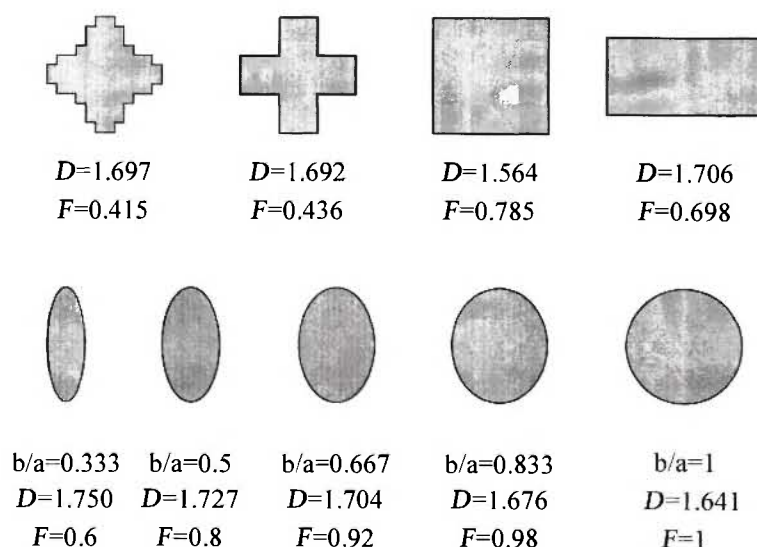 D=1.697 D=1.692 D=1.564 D=1.706
F=0.415 F=0.436 F=0.785 F=0.698
b/a=0.333 b/a=0.5 b/a=0.667 b/a=0.833 b/a=1
D=1.750 D=1.727 D=1.704 D=1.676 D=1.641
F=0.6 F=0.8 F=0.92 F=0.98 F=1